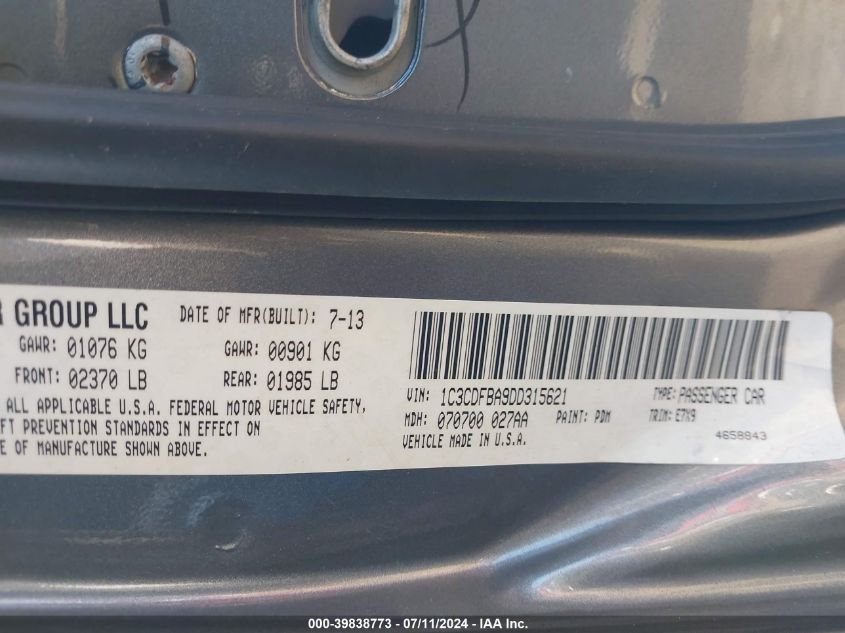 R GROUP LLC
DATE OF MFR(BUILT): 7-13
GAWR: 01076 KG GAWR: 00901 KG
FRONT: 02370 LB REAR: 01985 LB
ALL APPLICABLE U.S.A. FEDERAL MOTOR VEHICLE SAFETY,
FT PREVENTION STANDARDS IN EFFECT ON
E OF MANUFACTURE SHOWN ABOVE.
VIN: 1C3CDFBA9DD315621 TYPE: PASSENGER CAR
MDH: 070700 027AA PAINT: PDM TRIM: E7X9
VEHICLE MADE IN U.S.A. 4658843
000-39838773 - 07/11/2024 - IAA Inc.